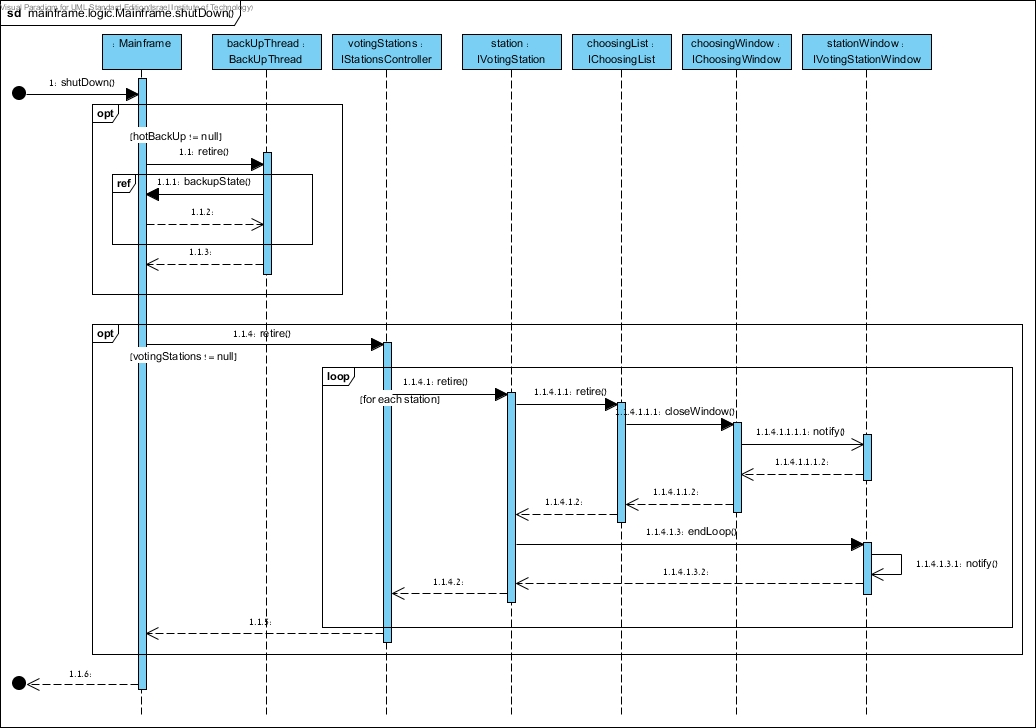 Visual Paradigm for UML Standard Edition(Israel Institute of Technology)
sd mainframe.logic.Mainframe.shutDown()
: Mainframe
backUpThread :
BackUpThread
votingStations :
IStationsController
station :
IVotingStation
choosingList :
IChoosingList
choosingWindow :
IChoosingWindow
stationWindow :
IVotingStationWindow
1: shutDown()
opt
[hotBackUp != null]
1.1: retire()
ref
1.1.1: backupState()
1.1.2:
1.1.3:
opt
1.1.4: retire()
[votingStations != null]
loop
1.1.4.1: retire()
[for each station]
1.1.4.1.1: retire()
1.1.4.1.1.1: closeWindow()
1.1.4.1.1.1.1: notify()
1.1.4.1.1.1.2:
1.1.4.1.1.2:
1.1.4.1.2:
1.1.4.1.3: endLoop()
1.1.4.1.3.1: notify()
1.1.4.1.3.2:
1.1.4.2:
1.1.5:
1.1.6: